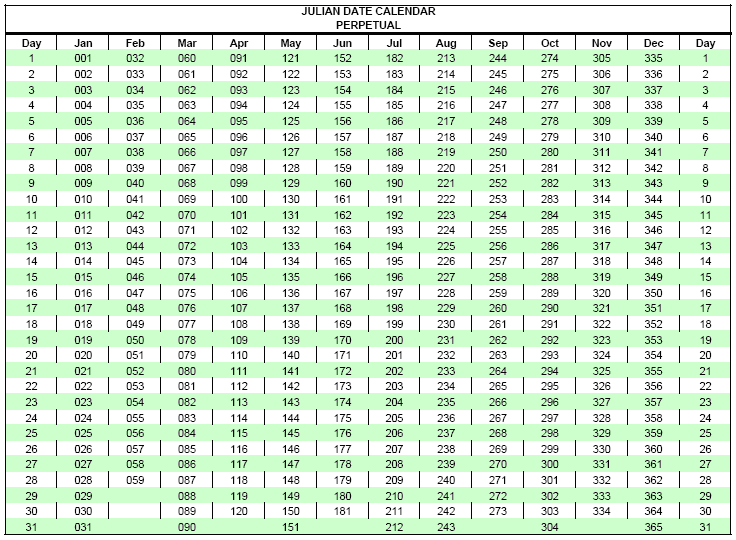 JULIAN DATE CALENDAR
PERPETUAL
Day Jan Feb Mar Apr May Jun Jul Aug Sep Oct Nov Dec Day
1 001 032 060 091 121 152 182 213 244 274 305 335 1
2 002 033 061 092 122 153 183 214 245 275 306 336 2
3 003 034 062 093 123 154 184 215 246 276 307 337 3
4 004 035 063 094 124 155 185 216 247 277 308 338 4
5 005 036 064 095 125 156 186 217 248 278 309 339 5
6 006 037 065 096 126 157 187 218 249 279 310 340 6
7 007 038 066 097 127 158 188 219 250 280 311 341 7
8 008 039 067 098 128 159 189 220 251 281 312 342 8
9 009 040 068 099 129 160 190 221 252 282 313 343 9
10 010 041 069 100 130 161 191 222 253 283 314 344 10
11 011 042 070 101 131 162 192 223 254 284 315 345 11
12 012 043 071 102 132 163 193 224 255 285 316 346 12
13 013 044 072 103 133 164 194 225 256 286 317 347 13
14 014 045 073 104 134 165 195 226 257 287 318 348 14
15 015 046 074 105 135 166 196 227 258 288 319 349 15
16 016 047 075 106 136 167 197 228 259 289 320 350 16
17 017 048 076 107 137 168 198 229 260 290 321 351 17
18 018 049 077 108 138 169 199 230 261 291 322 352 18
19 019 050 078 109 139 170 200 231 262 292 323 353 19
20 020 051 079 110 140 171 201 232 263 293 324 354 20
21 021 052 080 111 141 172 202 233 264 294 325 355 21
22 022 053 081 112 142 173 203 234 265 295 326 356 22
23 023 054 082 113 143 174 204 235 266 296 327 357 23
24 024 055 083 114 144 175 205 236 267 297 328 358 24
25 025 056 084 115 145 176 206 237 268 298 329 359 25
26 026 057 085 116 146 177 207 238 269 299 330 360 26
27 027 058 086 117 147 178 208 239 270 300 331 361 27
28 028 059 087 118 148 179 209 240 271 301 332 362 28
29 029 088 119 149 180 210 241 272 302 333 363 29
30 030 089 120 150 181 211 242 273 303 334 364 30
31 031 090 151 212 243 304 365 31